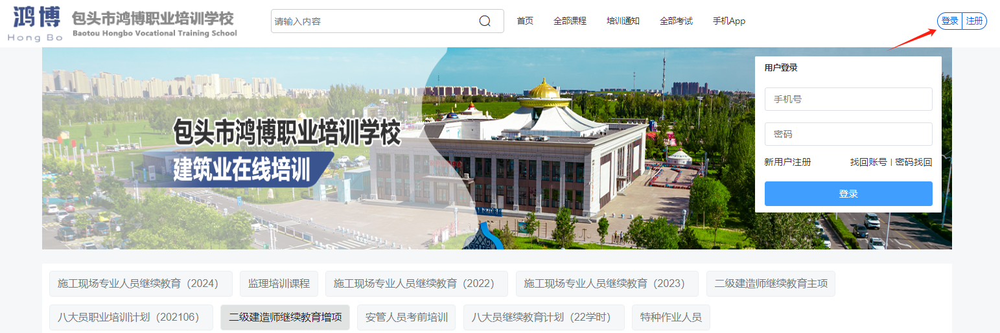 鸿博
Hong Bo
包头市鸿博职业培训学校
Baotou Hongbo Vocational Training School
请输入内容
首页 全部课程 培训通知 全部考试 手机App
登录 注册
包头市鸿博职业培训学校
建筑业在线培训
用户登录
手机号
密码
新用户注册 找回账号 | 密码找回
登录
施工现场专业人员继续教育（2024） 监理培训课程 施工现场专业人员继续教育（2022） 施工现场专业人员继续教育（2023） 二级建造师继续教育主项
八大员职业培训计划（202106） 二级建造师继续教育增项 安管人员考前培训 八大员继续教育计划（22学时） 特种作业人员